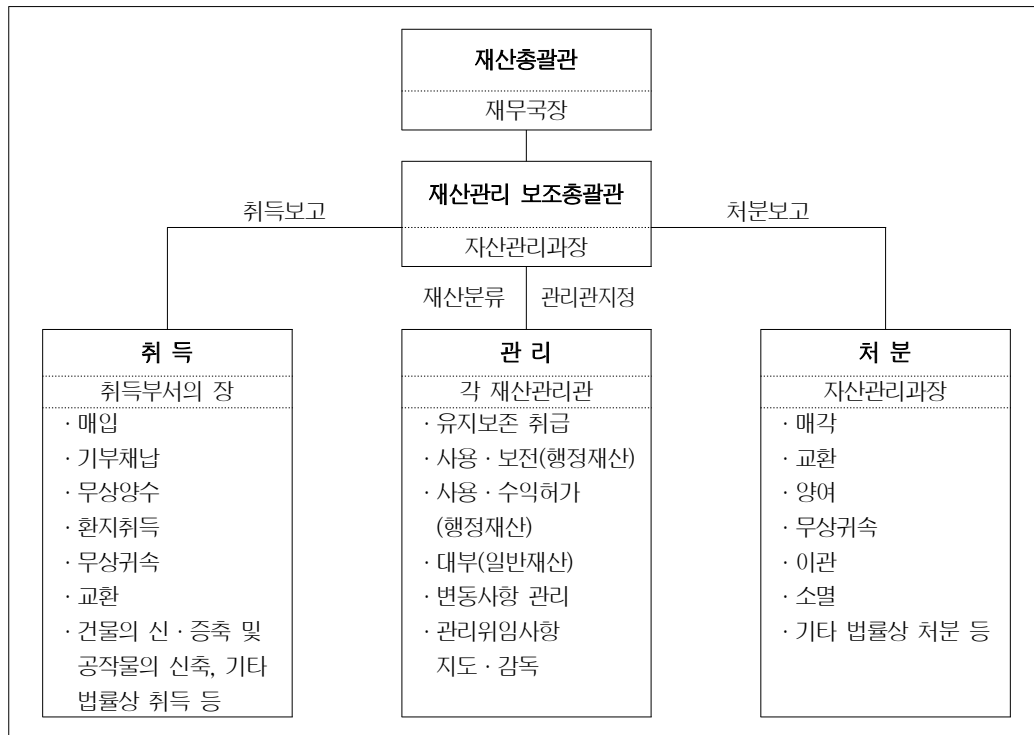 재산총괄관
재무국장
재산관리 보조총괄관
자산관리과장
취득보고
처분보고
재산분류
관리관지정
취 득
취득부서의 장
· 매입
· 기부채납
· 무상양수
· 환지취득
· 무상귀속
· 교환
· 건물의 신 · 증축 및
공작물의 신축, 기타
법률상 취득 등
관 리
각 재산관리관
· 유지보존 취급
· 사용 · 보전(행정재산)
· 사용 · 수익허가
(행정재산)
· 대부(일반재산)
· 변동사항 관리
· 관리위임사항
지도 · 감독
처 분
자산관리과장
· 매각
· 교환
· 양여
· 무상귀속
· 이관
· 소멸
· 기타 법률상 처분 등